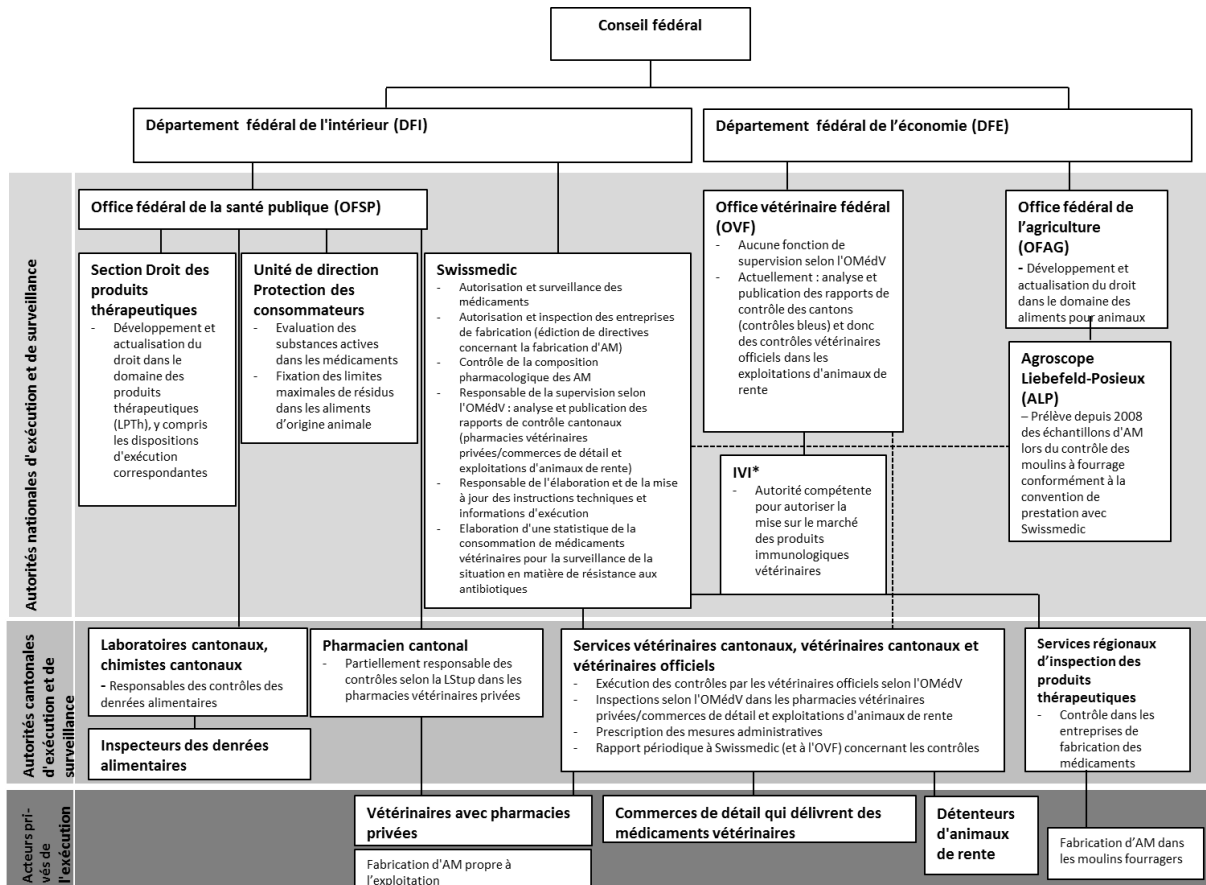 Conseil fédéral
Département fédéral de l'intérieur (DFI)
Département fédéral de l'économie (DFE)
Autorités nationales d'exécution et de surveillance
Office fédéral de la santé publique (OFSP)
Section Droit des
produits
thérapeutiques
- Développement et
actualisation du
droit dans le
domaine des
produits
thérapeutiques
(LPTh), y compris
les dispositions
d'exécution
correspondantes
Unité de direction
Protection des
consommateurs
- Evaluation des
substances actives
dans les médicaments
- Fixation des limites
maximales de résidus
dans les aliments
d'origine animale
Swissmedic
- Autorisation et surveillance des
médicaments
- Autorisation et inspection des entreprises
de fabrication (édiction de directives
concernant la fabrication d'AM)
- Contrôle de la composition
pharmacologique des AM
- Responsable de la supervision selon
l'OMédV : analyse et publication des
rapports de contrôle cantonaux
(pharmacies vétérinaires
privées/commerces de détail et
exploitations d'animaux de rente)
- Responsable de l'élaboration et de la mise
à jour des instructions techniques et
informations d'exécution
- Elaboration d'une statistique de la
consommation de médicaments
vétérinaires pour la surveillance de la
situation en matière de résistance aux
antibiotiques
Office vétérinaire fédéral
(OVF)
- Aucune fonction de
supervision selon l'OMédV
- Actuellement : analyse et
publication des rapports de
contrôle des cantons
(contrôles bleus) et donc
des contrôles vétérinaires
officiels dans les
exploitations d'animaux de
rente
IVI*
- Autorité compétente
pour autoriser la
mise sur le marché
des produits
immunologiques
vétérinaires
Office fédéral de
l'agriculture
(OFAG)
- Développement et
actualisation du droit
dans le domaine des
aliments pour animaux
Agroscope
Liebefeld-Posieux
(ALP)
– Prélève depuis 2008
des échantillons d'AM
lors du contrôle des
moulins à fourrage
conformément à la
convention de
prestation avec
Swissmedic
Autorités cantonales
d'exécution et de
surveillance
Laboratoires cantonaux,
chimistes cantonaux
- Responsables des contrôles des
denrées alimentaires
Inspecteurs des denrées
alimentaires
Pharmacien cantonal
- Partiellement responsable des
contrôles selon la LStup dans les
pharmacies vétérinaires privées
Services vétérinaires cantonaux, vétérinaires cantonaux et
vétérinaires officiels
- Exécution des contrôles par les vétérinaires officiels selon l'OMédV
- Inspections selon l'OMédV dans les pharmacies vétérinaires
privées/commerces de détail et exploitations d'animaux de rente
- Prescription des mesures administratives
- Rapport périodique à Swissmedic (et à l'OVF) concernant les contrôles
Services régionaux
d'inspection des
produits
thérapeutiques
- Contrôle dans les
entreprises de
fabrication des
médicaments
Acteurs pri-
vés de
l'exécution
Vétérinaires avec pharmacies
privées
Fabrication d'AM propre à
l'exploitation
Commerces de détail qui délivrent des
médicaments vétérinaires
Détenteurs
d'animaux
de rente
Fabrication d'AM dans
les moulins fourragers